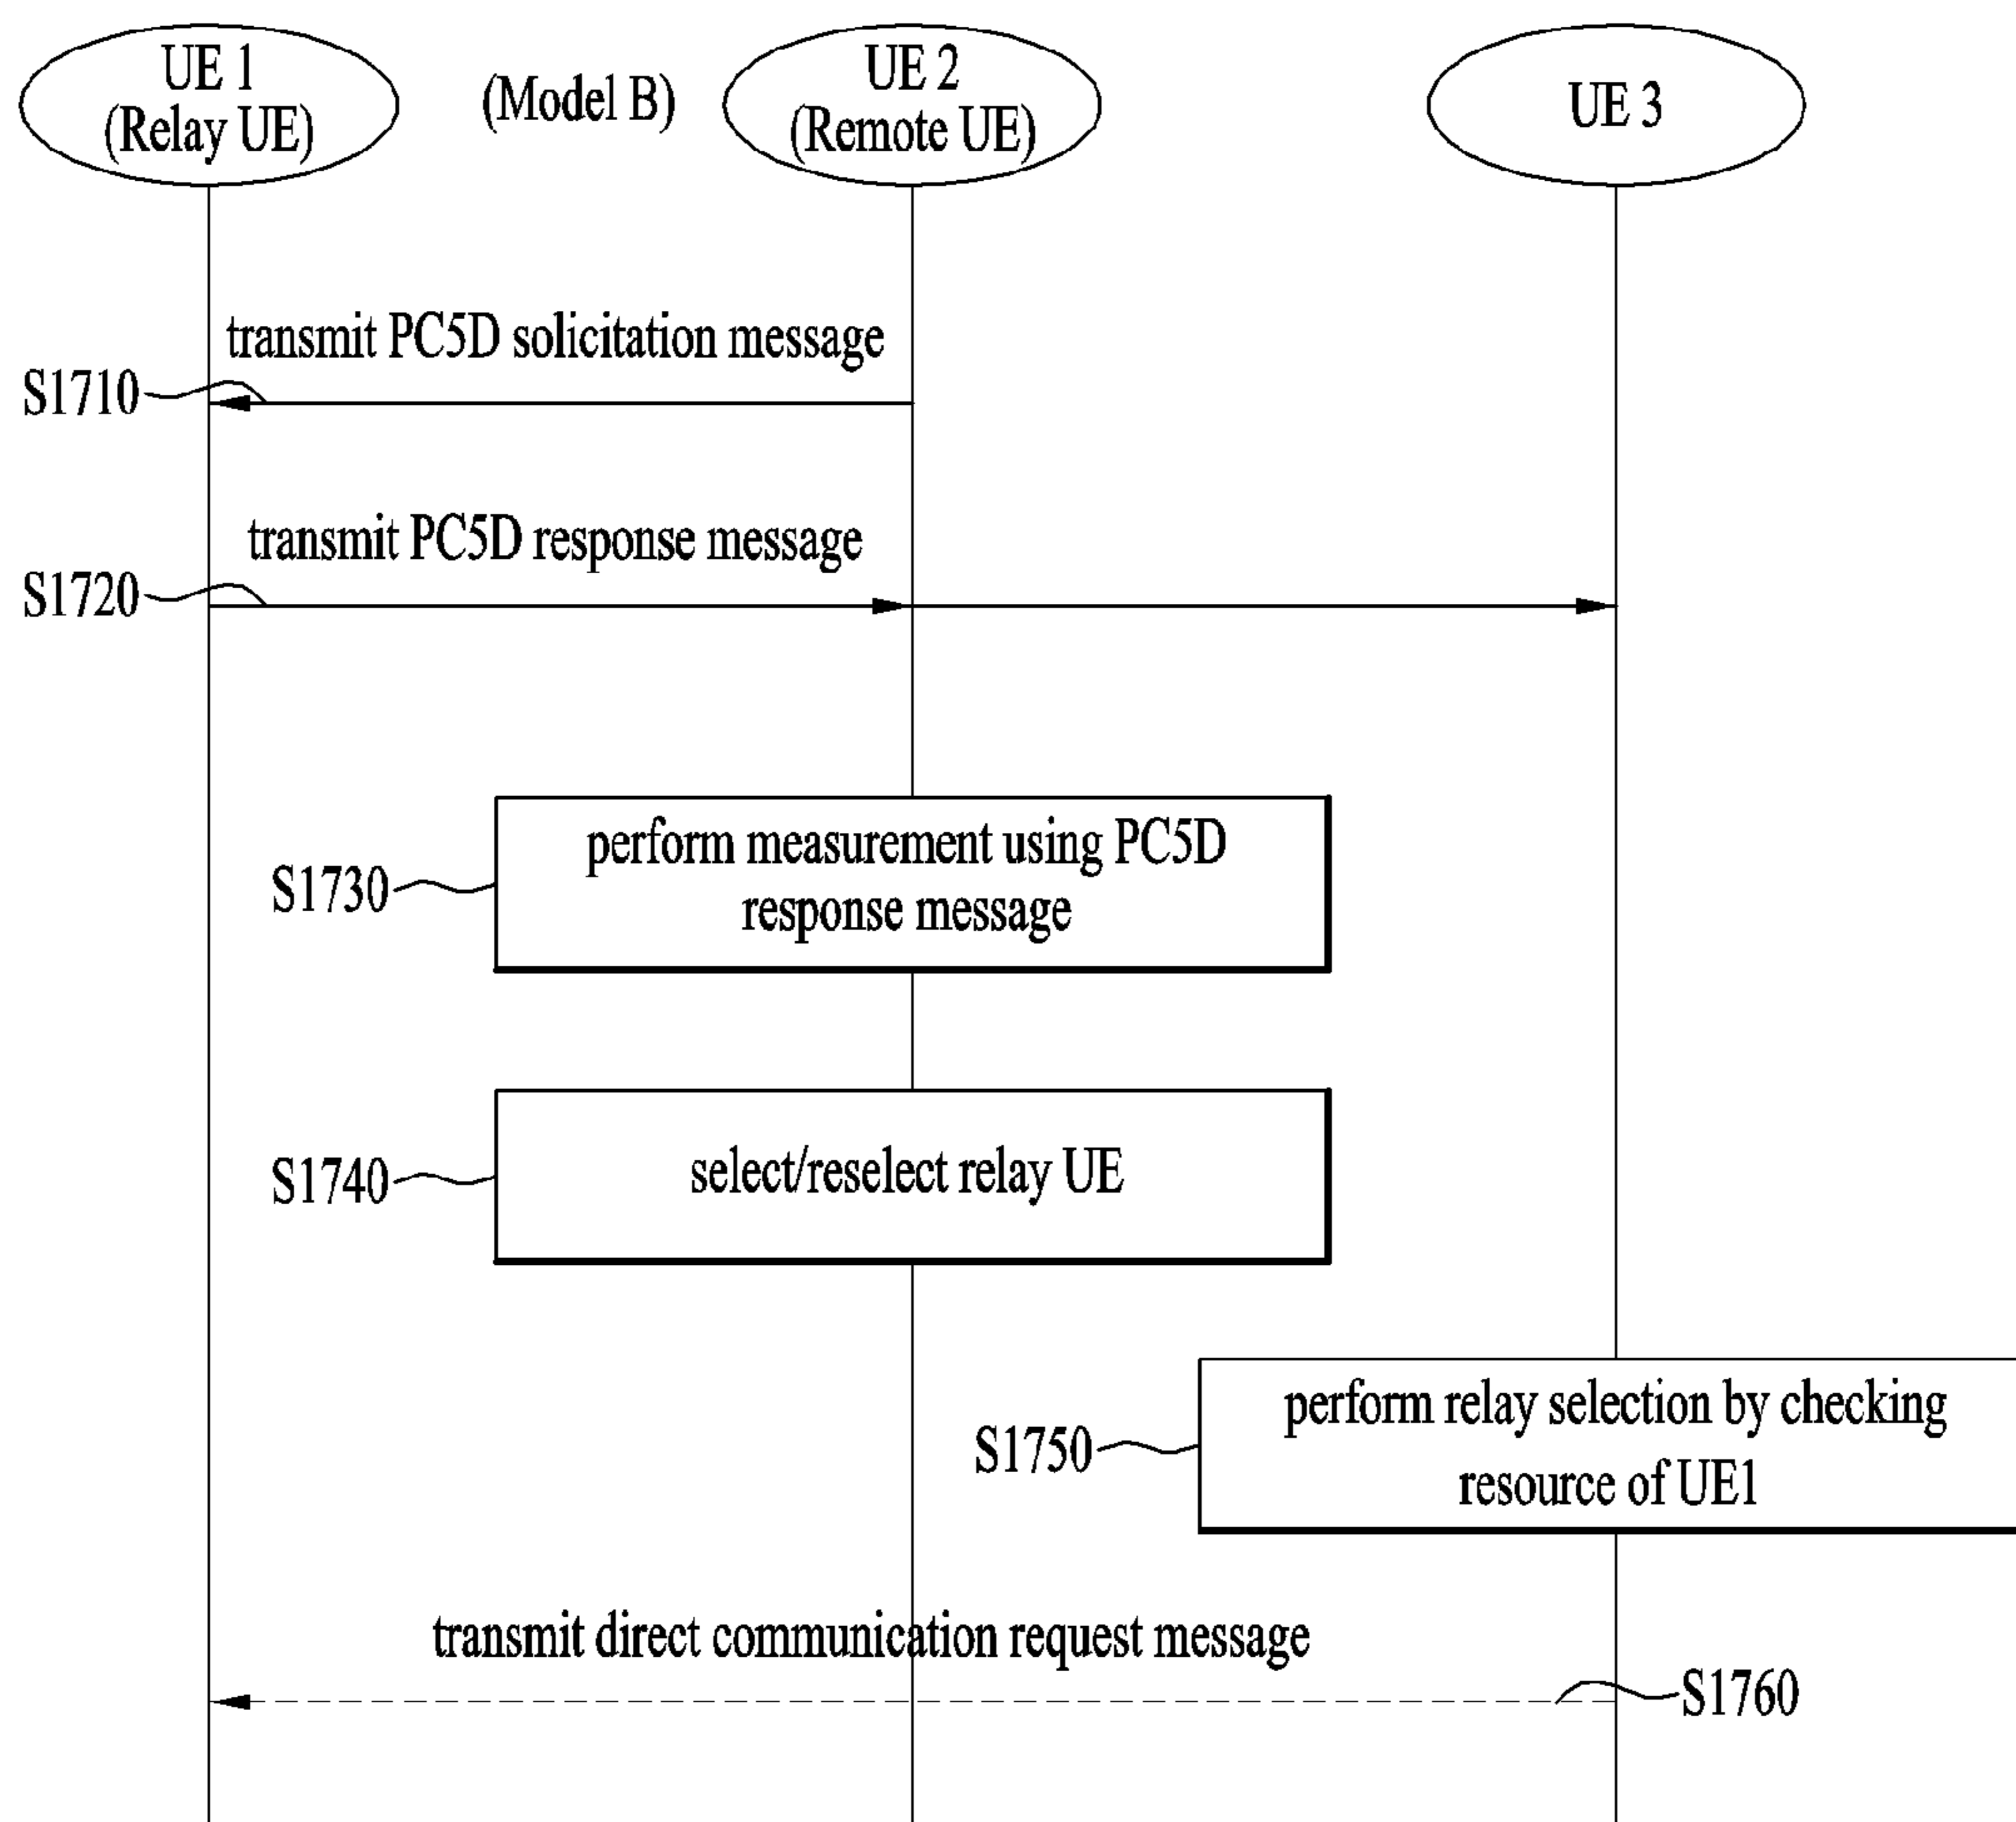 UE 1
(Relay UE)
(Model B)
UE 2
(Remote UE)
UE 3
transmit PC5D solicitation message
S1710
transmit PC5D response message
S1720
perform measurement using PC5D
response message
S1730
select/reselect relay UE
S1740
perform relay selection by checking
resource of UE1
S1750
transmit direct communication request message
S1760